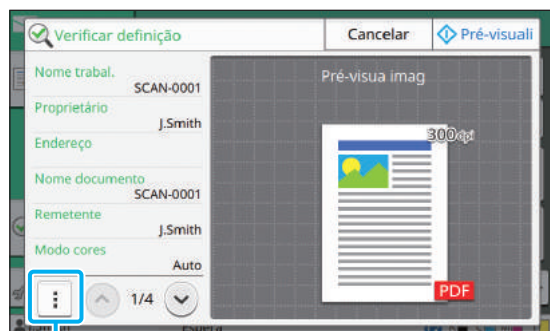 Verificar definição
Cancelar
Pré-visuali
Nome trabal.
SCAN-0001
Proprietário
J.Smith
Endereço
Nome documento
SCAN-0001
Remetente
J.Smith
Modo cores
Auto
1/4
Pré-visua imag
300dpi
PDF